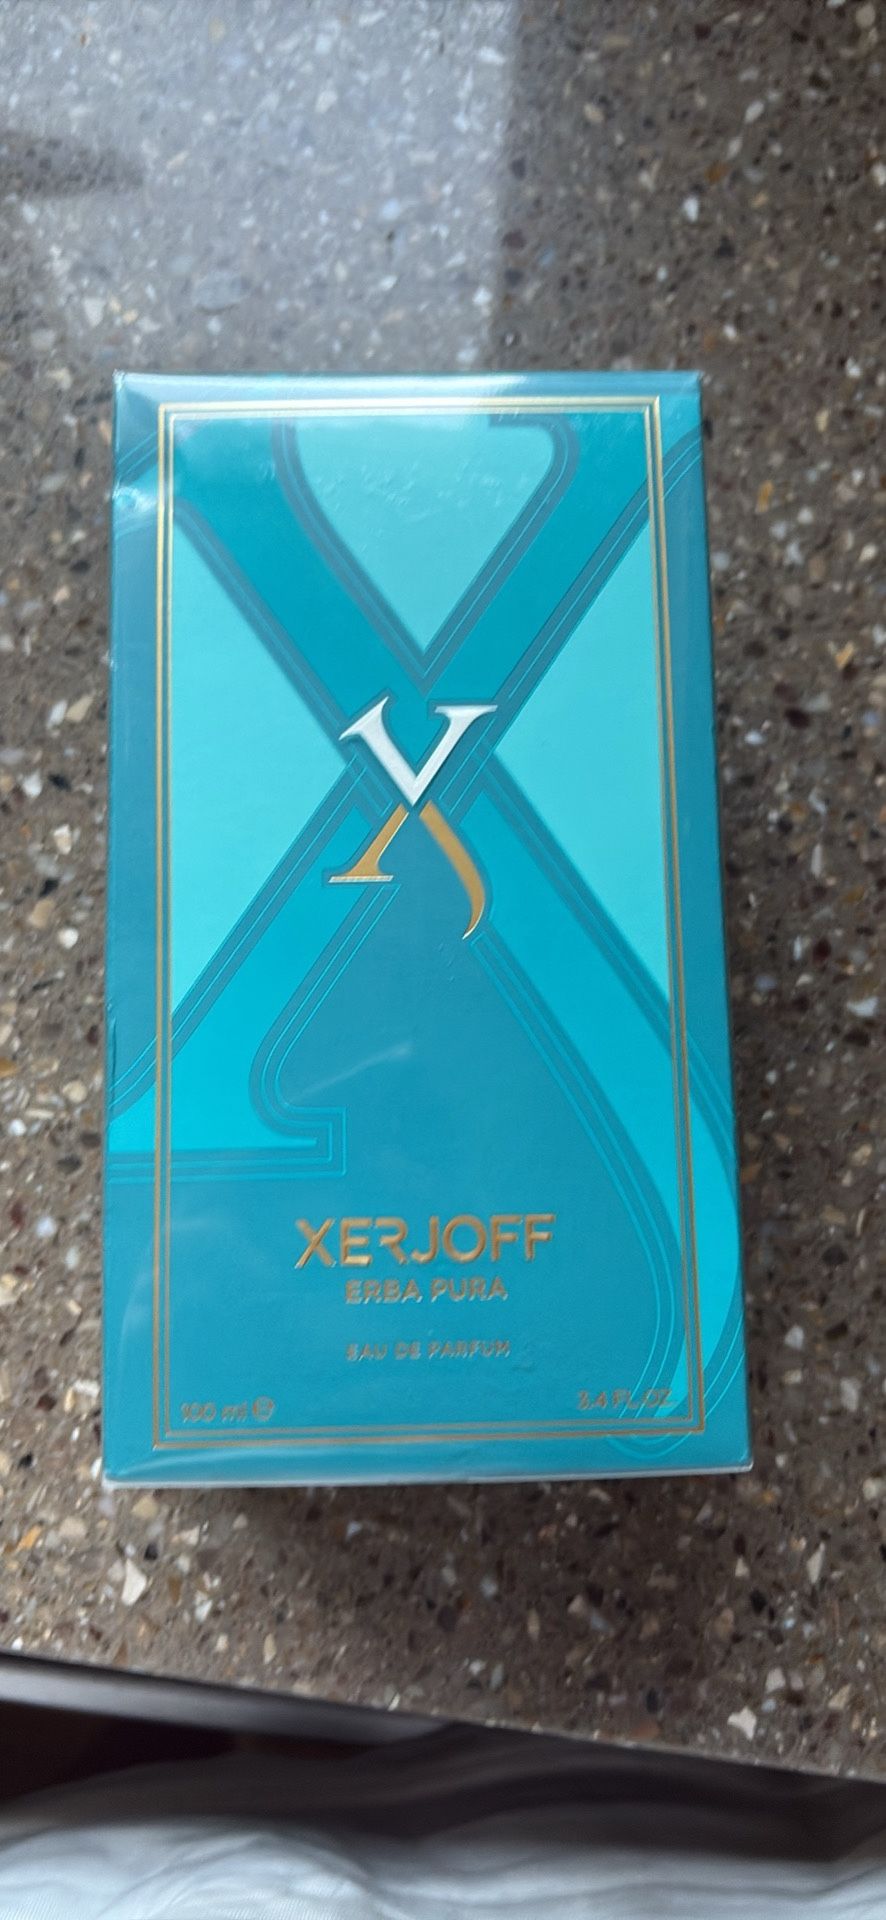 XERJOFF
ERBA PURA
EAU DE PARFUM
100 ml ℮ 3.4 FL.OZ.